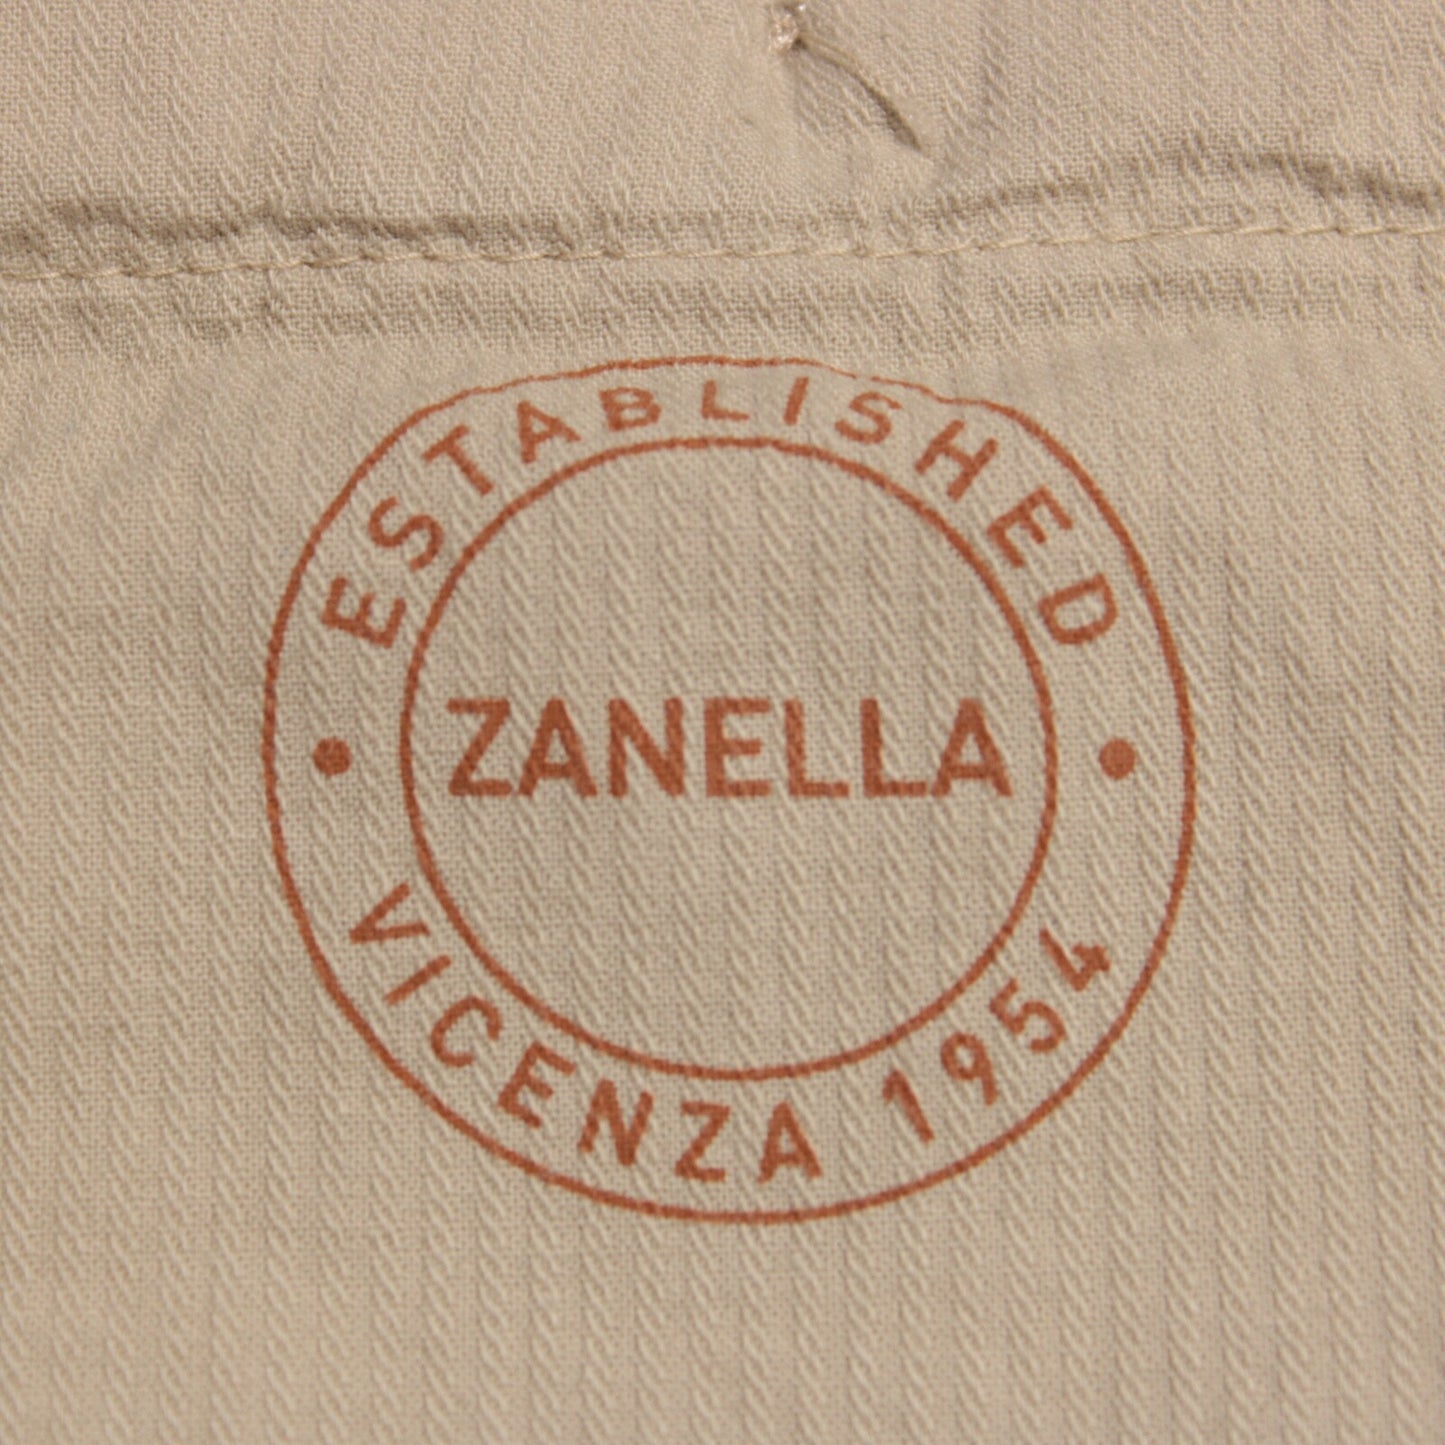 ESTABLISHED
ZANELLA
VICENZA 1954